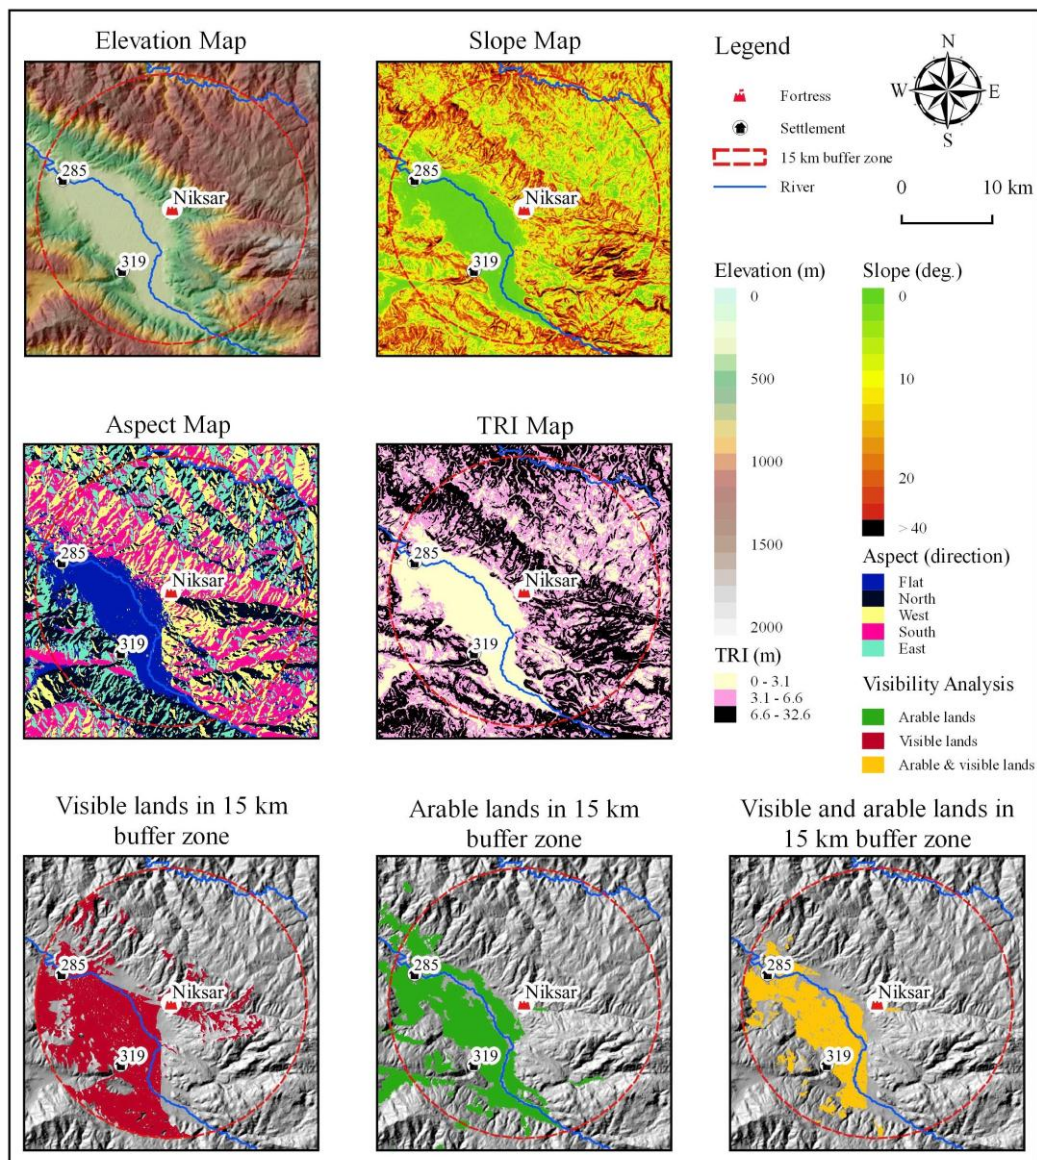 Elevation Map
285
Niksar
319
Slope Map
285
Niksar
319
Legend
Fortress
Settlement
15 km buffer zone
River
N
W
E
S
0
10 km
Elevation (m)
0
500
1000
1500
2000
Slope (deg.)
0
10
20
> 40
Aspect Map
285
Niksar
319
TRI Map
285
Niksar
319
TRI (m)
0 - 3.1
3.1 - 6.6
6.6 - 32.6
Aspect (direction)
Flat
North
West
South
East
Visibility Analysis
Arable lands
Visible lands
Arable & visible lands
Visible lands in 15 km
buffer zone
285
Niksar
319
Arable lands in 15 km
buffer zone
285
Niksar
319
Visible and arable lands in
15 km buffer zone
285
Niksar
319